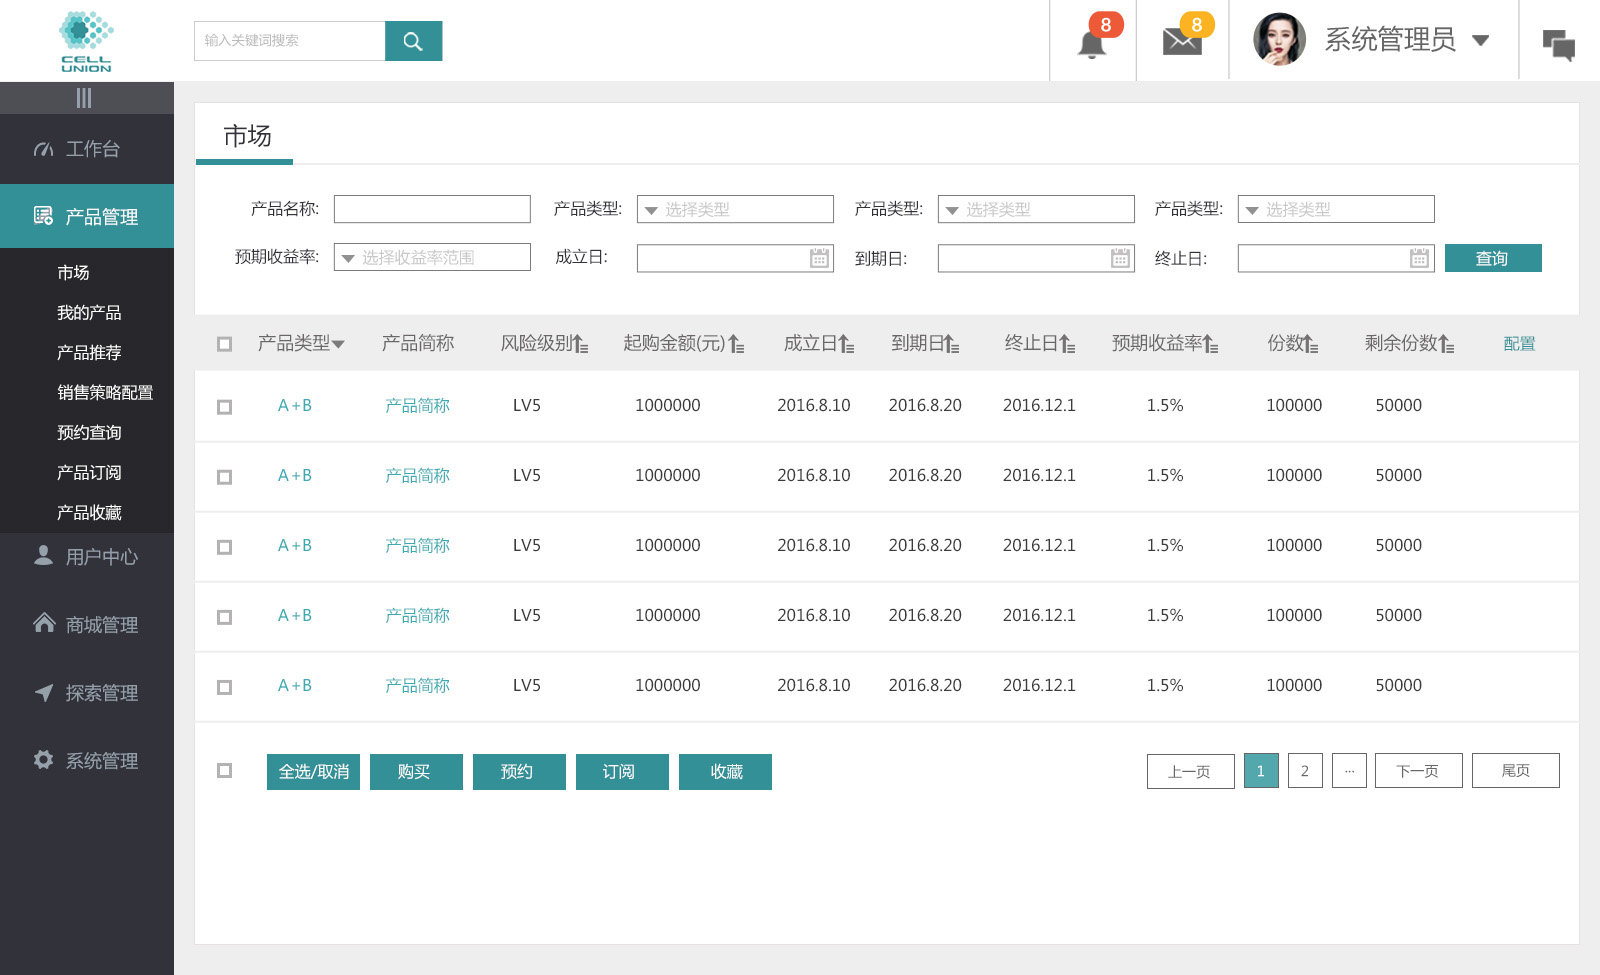 CELL
UNION
输入关键词搜索
8
8
系统管理员
工作台
产品管理
市场
我的产品
产品推荐
销售策略配置
预约查询
产品订阅
产品收藏
用户中心
商城管理
探索管理
系统管理
市场
产品名称: 产品类型: 选择类型 产品类型: 选择类型 产品类型: 选择类型
预期收益率: 选择收益率范围 成立日: 到期日: 终止日: 查询
产品类型 产品简称 风险级别 起购金额(元) 成立日 到期日 终止日 预期收益率 份数 剩余份数 配置
A+B 产品简称 LV5 1000000 2016.8.10 2016.8.20 2016.12.1 1.5% 100000 50000
A+B 产品简称 LV5 1000000 2016.8.10 2016.8.20 2016.12.1 1.5% 100000 50000
A+B 产品简称 LV5 1000000 2016.8.10 2016.8.20 2016.12.1 1.5% 100000 50000
A+B 产品简称 LV5 1000000 2016.8.10 2016.8.20 2016.12.1 1.5% 100000 50000
A+B 产品简称 LV5 1000000 2016.8.10 2016.8.20 2016.12.1 1.5% 100000 50000
全选/取消 购买 预约 订阅 收藏 上一页 1 2 ... 下一页 尾页